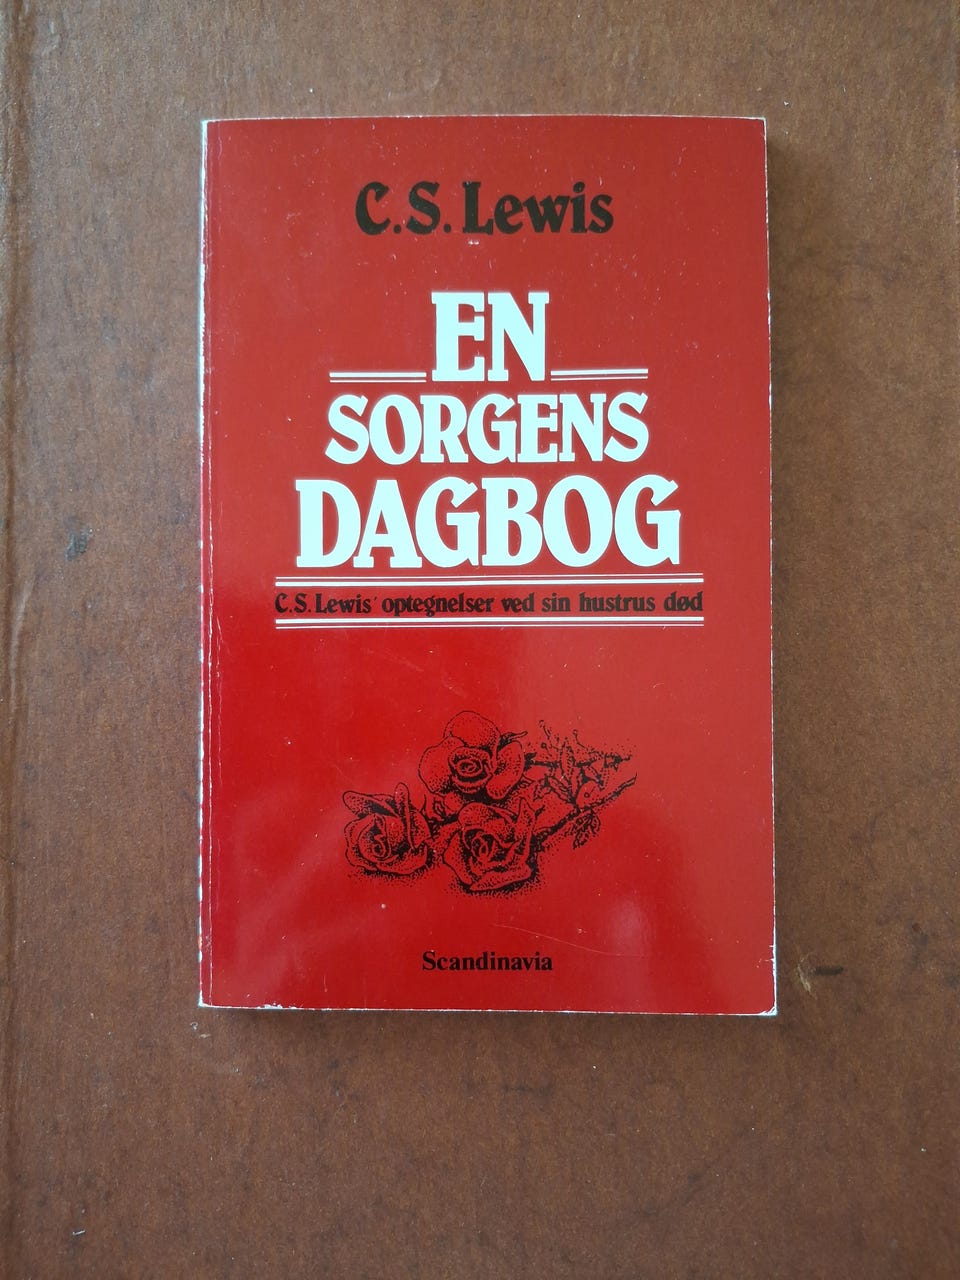 C.S. Lewis
EN
SORGENS
DAGBOG
C.S. Lewis' optegnelser ved sin hustrus død
Scandinavia